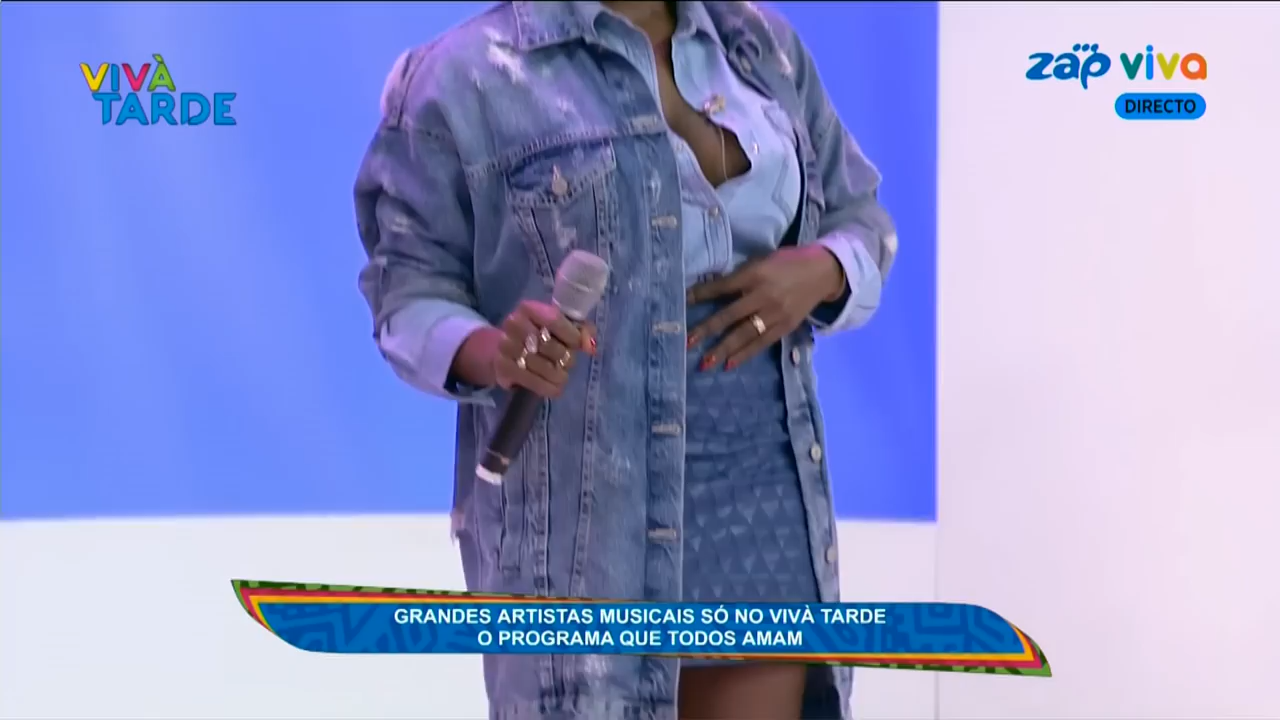 VIVÀ
TARDE
zap viva
DIRECTO
GRANDES ARTISTAS MUSICAIS SÓ NO VIVÀ TARDE
O PROGRAMA QUE TODOS AMAM